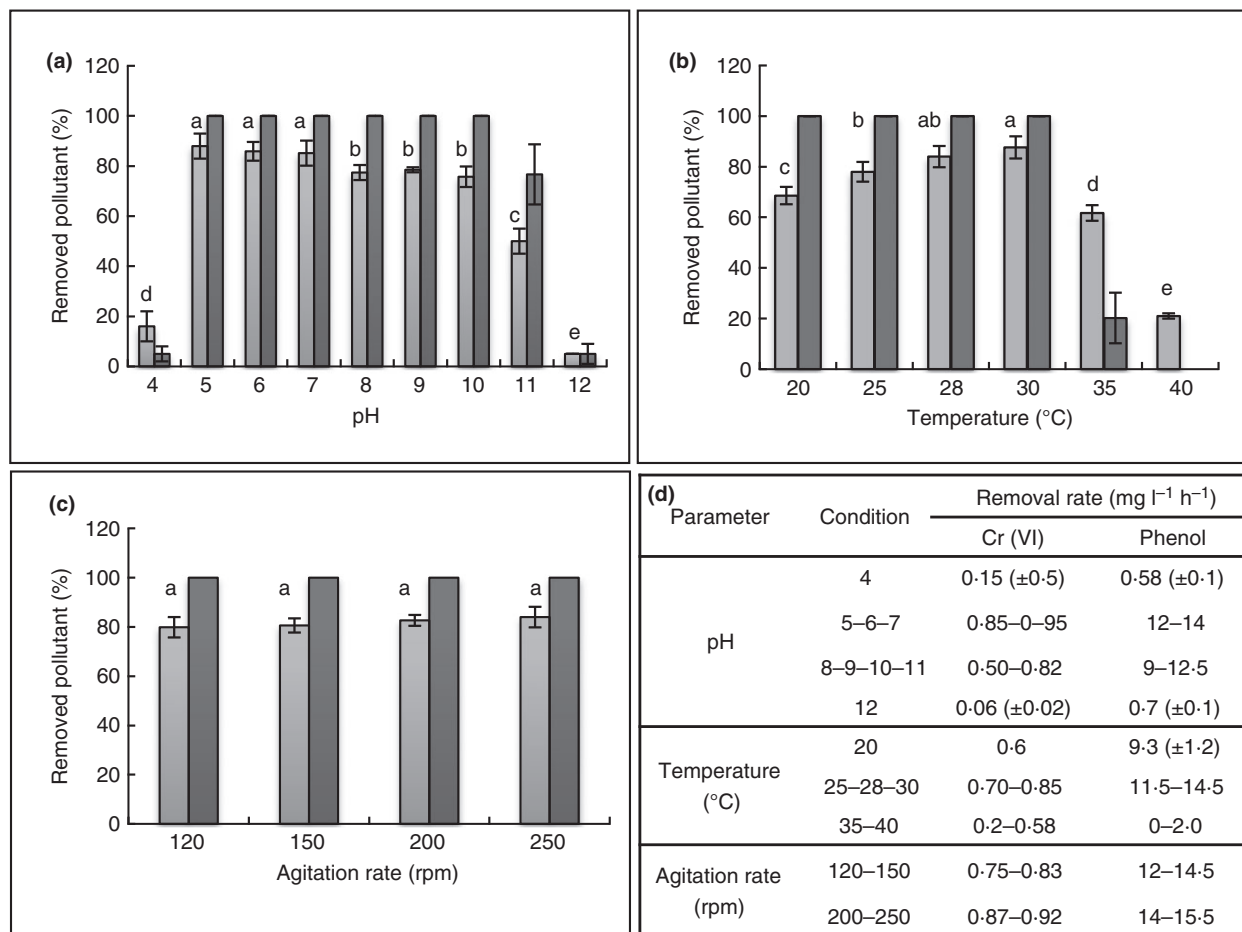 (a)
120
100
80
60
40
20
0
Removed pollutant (%)
d a a a b b b c e
4 5 6 7 8 9 10 11 12
pH
(b)
120
100
80
60
40
20
0
Removed pollutant (%)
c b ab a d e
20 25 28 30 35 40
Temperature (°C)
(c)
120
100
80
60
40
20
0
Removed pollutant (%)
a a a a
120 150 200 250
Agitation rate (rpm)
(d)
Parameter Condition Removal rate (mg l⁻¹ h⁻¹)
Cr (VI) Phenol
pH
4 0·15 (±0·5) 0·58 (±0·1)
5–6–7 0·85–0–95 12–14
8–9–10–11 0·50–0·82 9–12·5
12 0·06 (±0·02) 0·7 (±0·1)
Temperature
(°C)
20 0·6 9·3 (±1·2)
25–28–30 0·70–0·85 11·5–14·5
35–40 0·2–0·58 0–2·0
Agitation rate
(rpm)
120–150 0·75–0·83 12–14·5
200–250 0·87–0·92 14–15·5